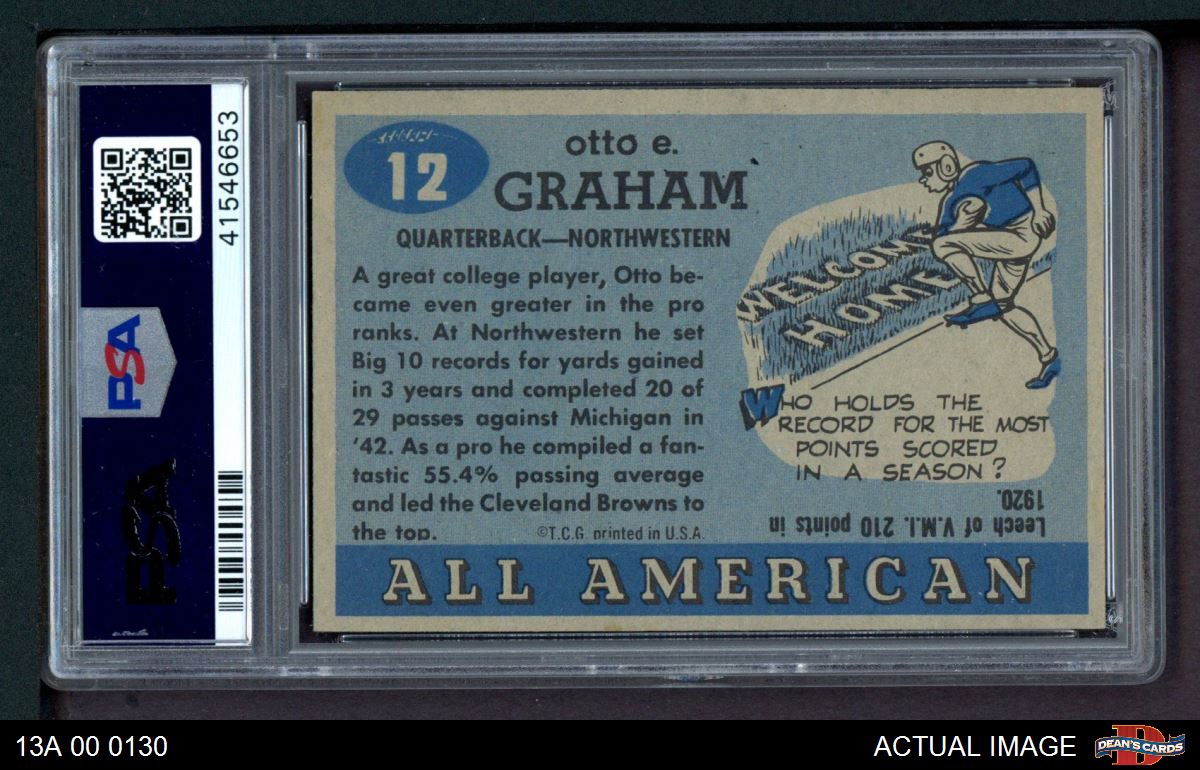 PSA
41546653
PSA
12
otto e.
GRAHAM
QUARTERBACK—NORTHWESTERN
A great college player, Otto be-
came even greater in the pro
ranks. At Northwestern he set
Big 10 records for yards gained
in 3 years and completed 20 of
29 passes against Michigan in
'42. As a pro he compiled a fan-
tastic 55.4% passing average
and led the Cleveland Browns to
the top.
©T.C.G. printed in U.S.A.
WELCOME
HOME
WHO HOLDS THE
RECORD FOR THE MOST
POINTS SCORED
IN A SEASON?
Leech of V.M.I. 210 points in
1920.
ALL AMERICAN
13A 00 0130
ACTUAL IMAGE
D
DEAN'S CARDS